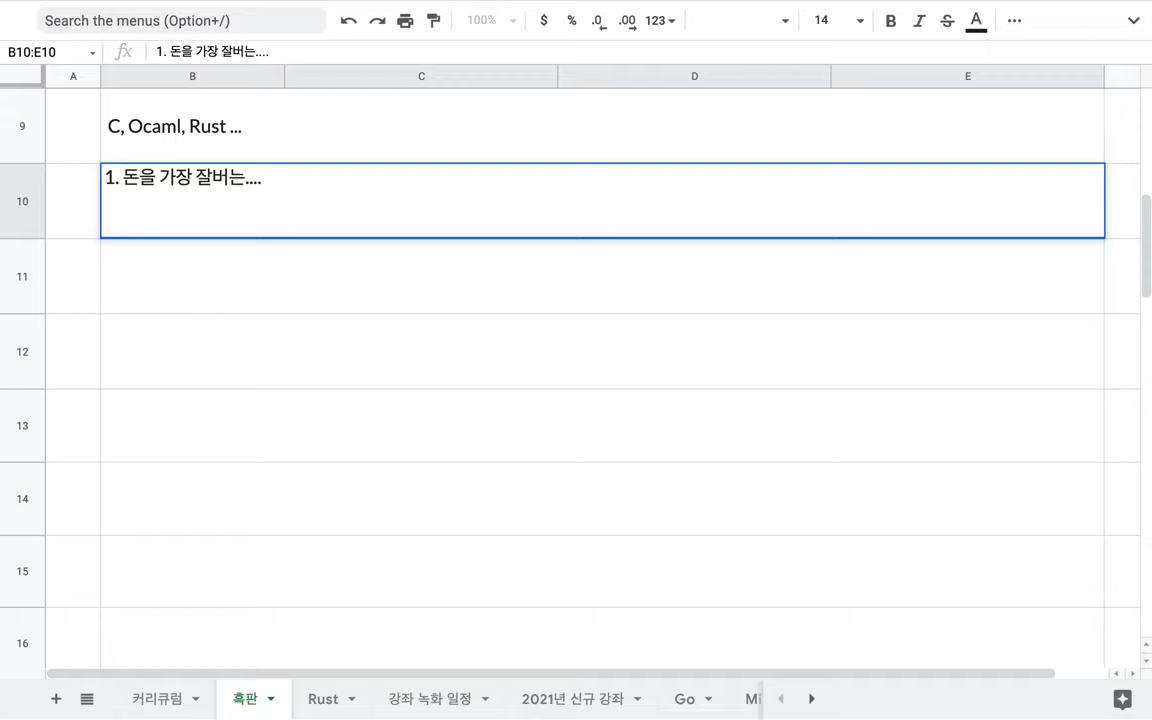 Search the menus (Option+/) 100% $ % .0 .00 123 14 B I S A ...
B10:E10 fx 1. 돈을 가장 잘버는....
A B C D E
9 C, Ocaml, Rust ...
10 1. 돈을 가장 잘버는....
11
12
13
14
15
16
+ 커리큐럼 흑판 Rust 강좌 녹화 일정 2021년 신규 강좌 Go Mi